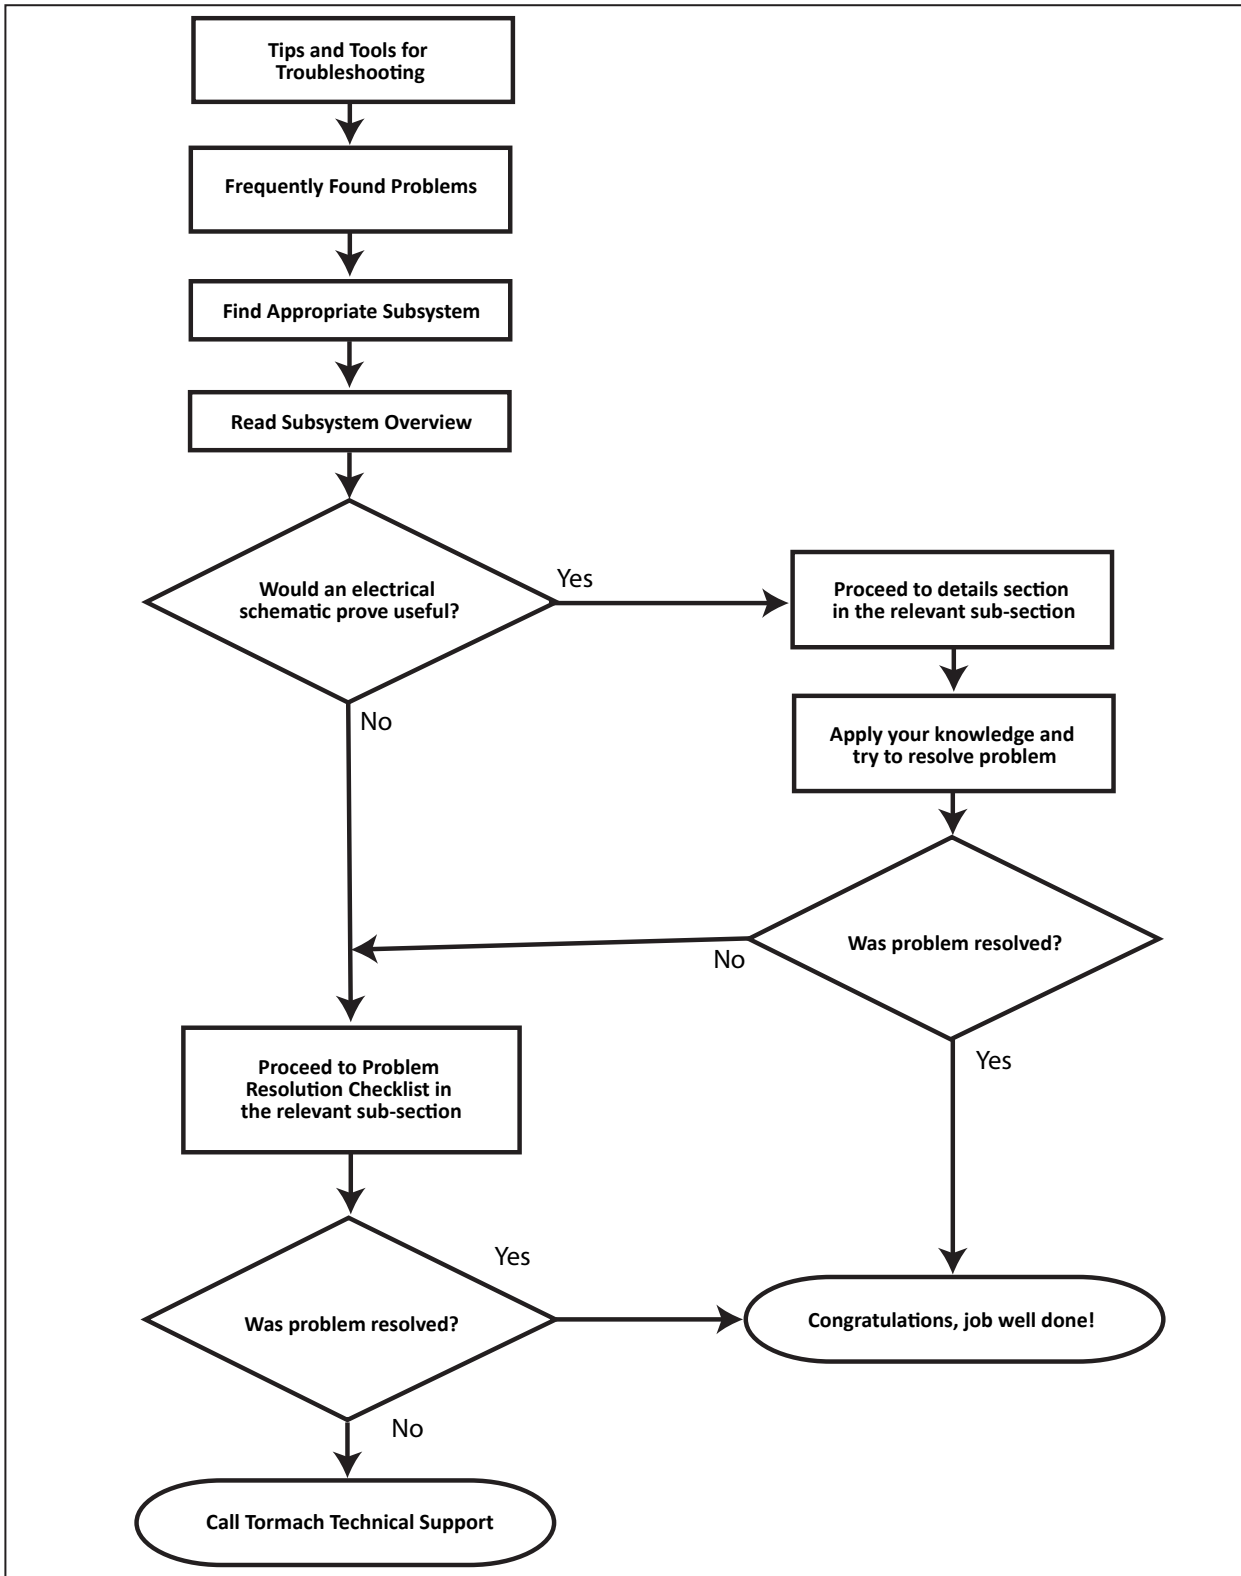 Tips and Tools for
Troubleshooting
Frequently Found Problems
Find Appropriate Subsystem
Read Subsystem Overview
Would an electrical
schematic prove useful?
Yes
No
Proceed to details section
in the relevant sub-section
Apply your knowledge and
try to resolve problem
Was problem resolved?
No
Yes
Proceed to Problem
Resolution Checklist in
the relevant sub-section
Was problem resolved?
Yes
No
Congratulations, job well done!
Call Tormach Technical Support